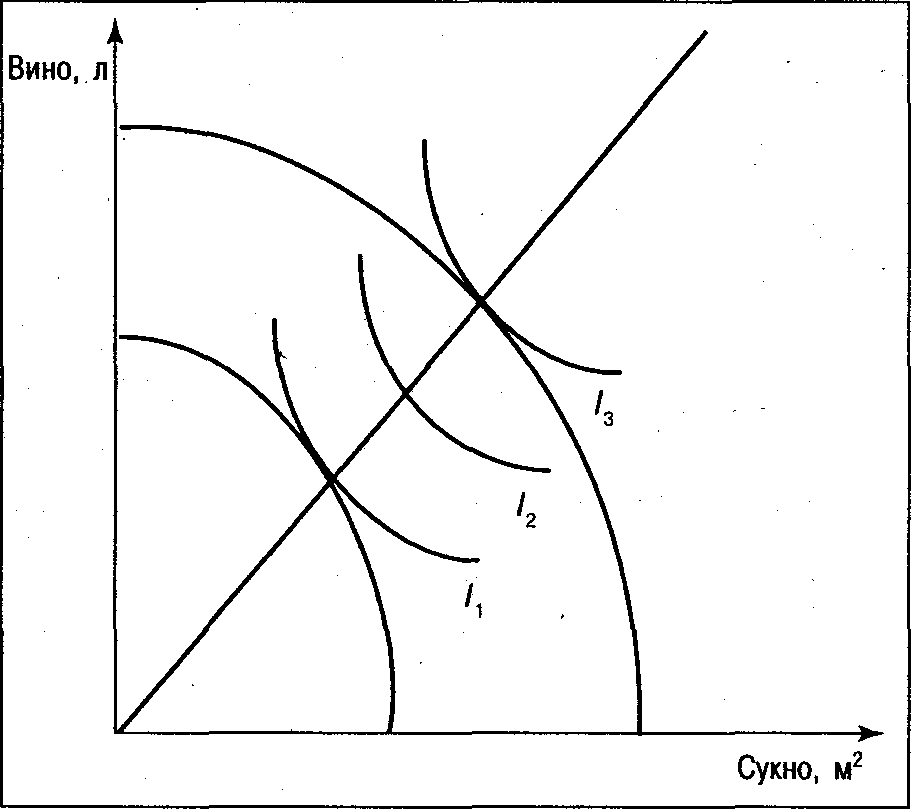 Вино, л
I₃
I₂
I₁
Сукно, м²